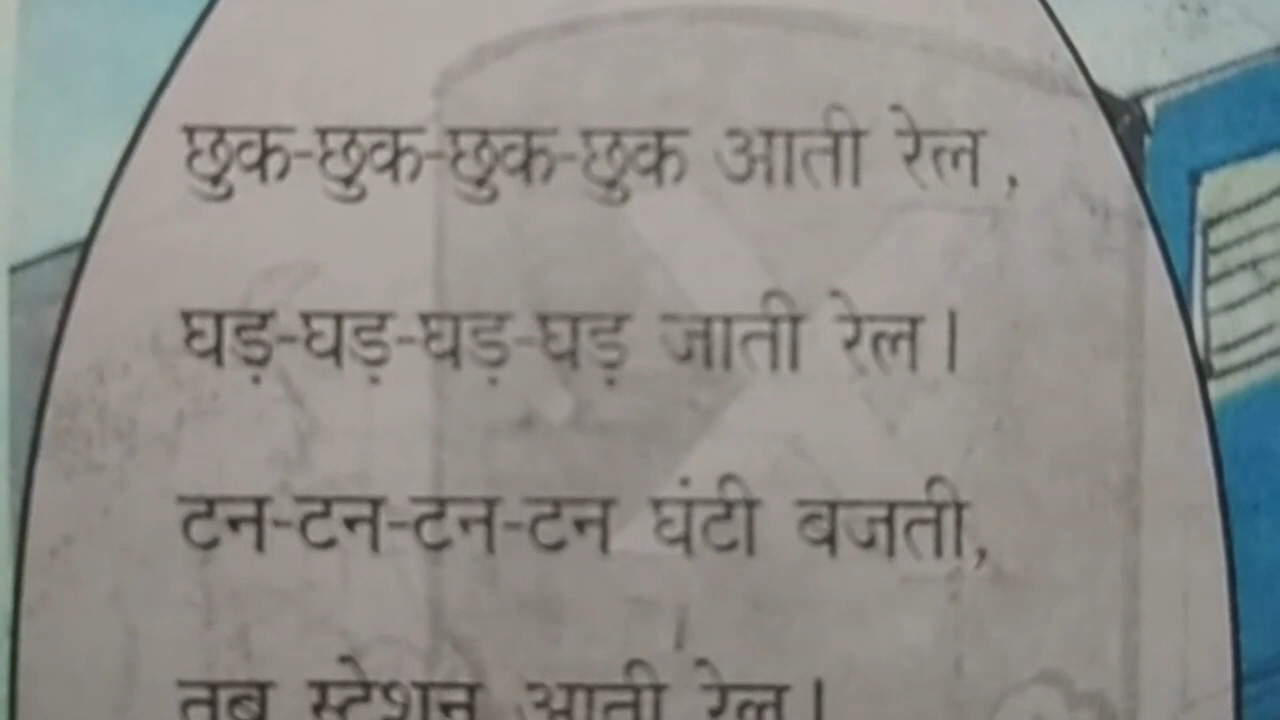 छुक-छुक-छुक-छुक आती रेल,
घड़-घड़-घड़-घड़ जाती रेल।
टन-टन-टन-टन घंटी बजती,
तब स्टेशन आती रेल।